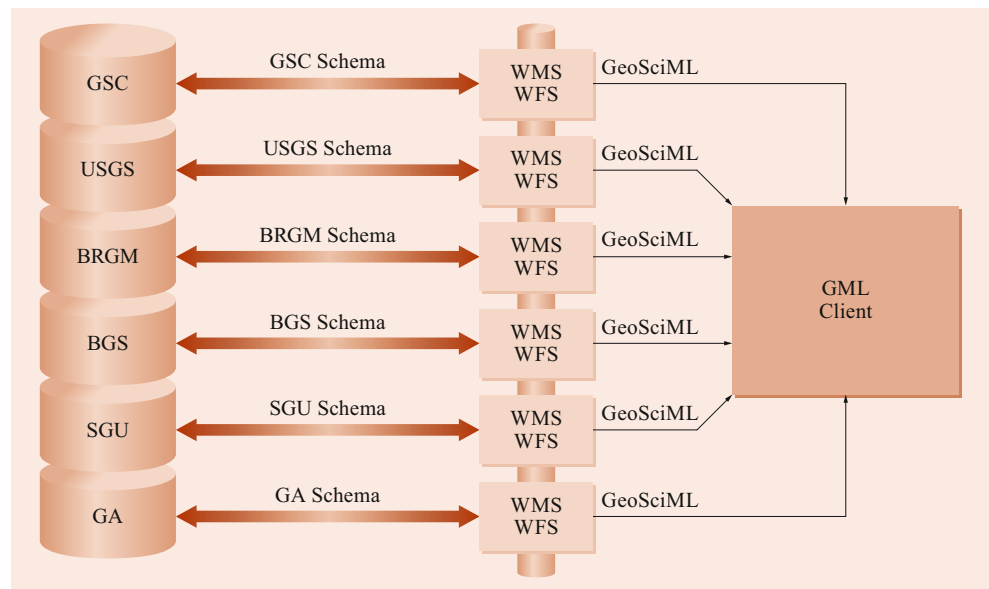 GSC
GSC Schema
WMS
WFS
GeoSciML
USGS
USGS Schema
WMS
WFS
GeoSciML
BRGM
BRGM Schema
WMS
WFS
GeoSciML
GML
Client
BGS
BGS Schema
WMS
WFS
GeoSciML
SGU
SGU Schema
WMS
WFS
GeoSciML
GA
GA Schema
WMS
WFS
GeoSciML